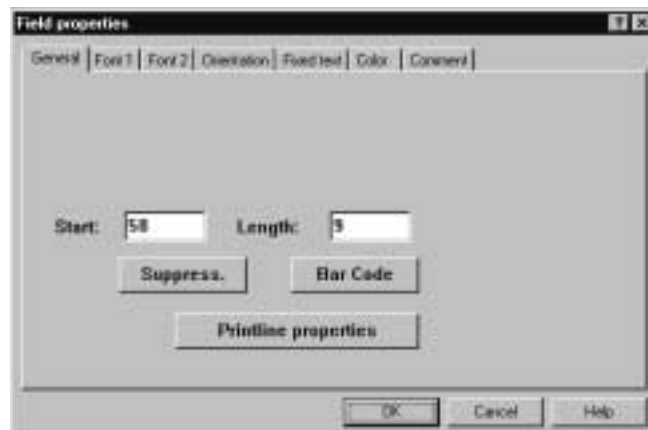 Field properties
General Font 1 Font 2 Orientation Fixed text Color Comment
Start: 58 Length: 9
Suppress. Bar Code
Printline properties
OK Cancel Help